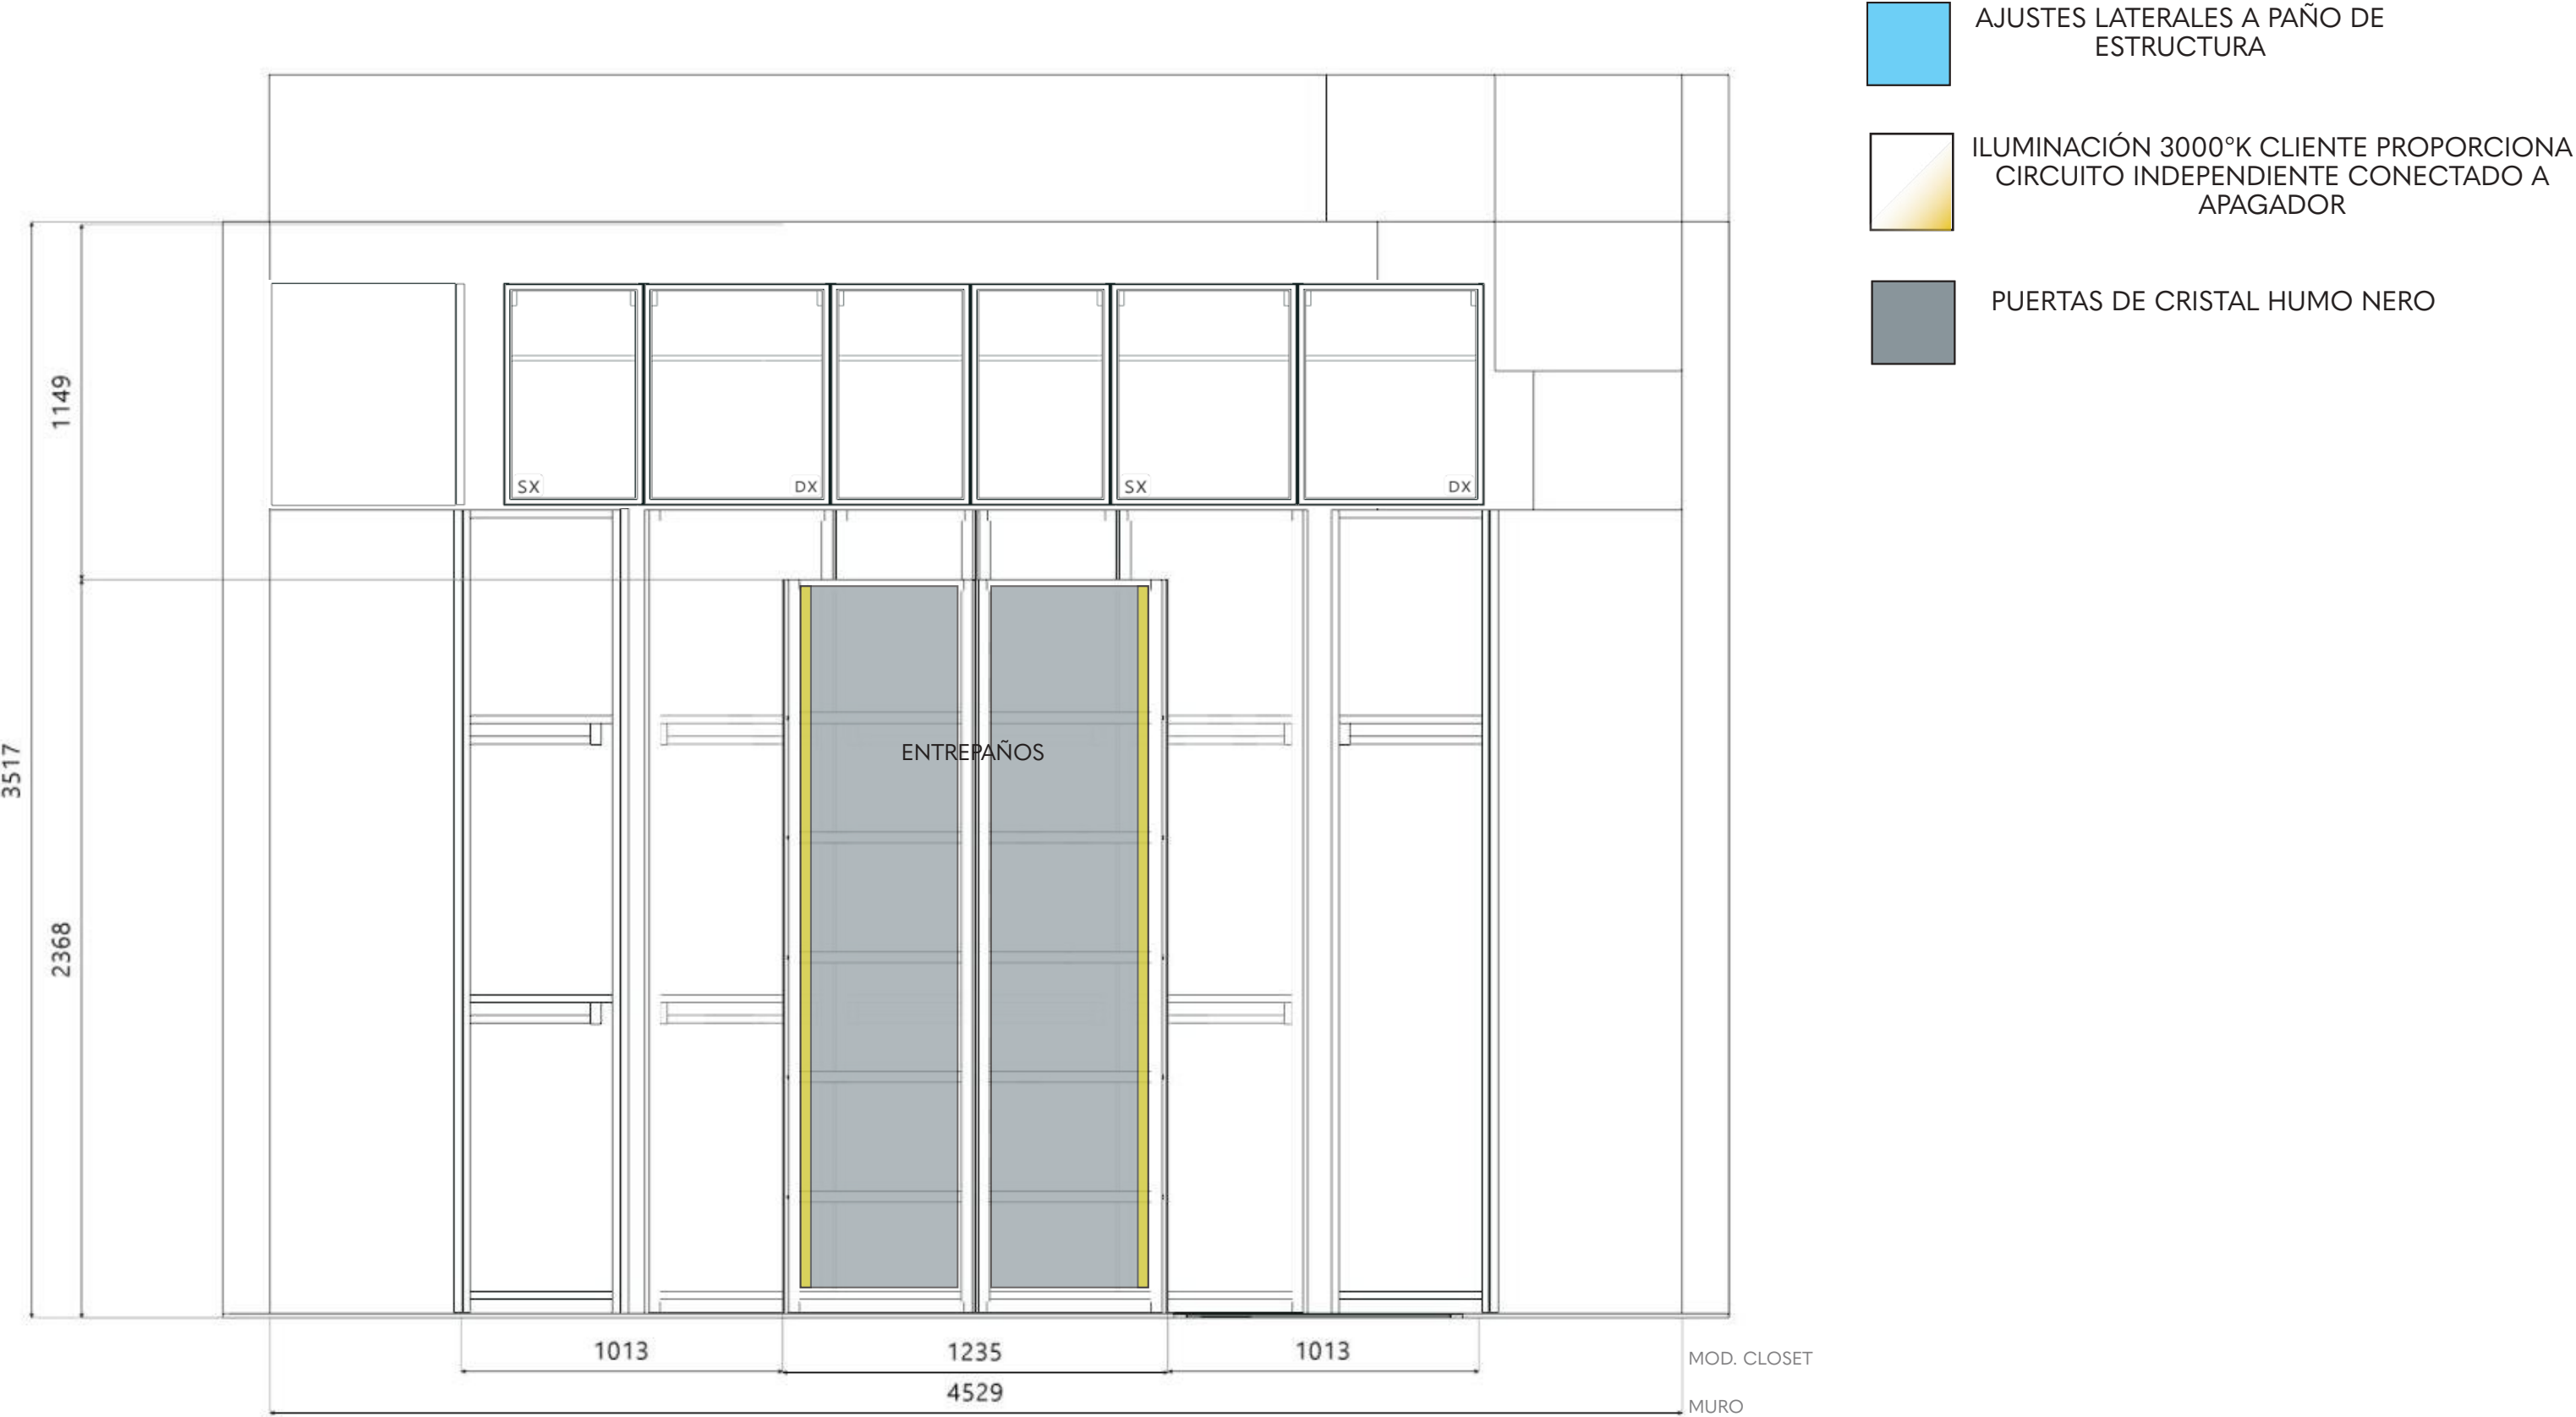 AJUSTES LATERALES A PAÑO DE
ESTRUCTURA
ILUMINACIÓN 3000°K CLIENTE PROPORCIONA
CIRCUITO INDEPENDIENTE CONECTADO A
APAGADOR
PUERTAS DE CRISTAL HUMO NERO
1149
SX
DX
SX
DX
3517
ENTREPAÑOS
2368
1013
1235
1013
MOD. CLOSET
4529
MURO